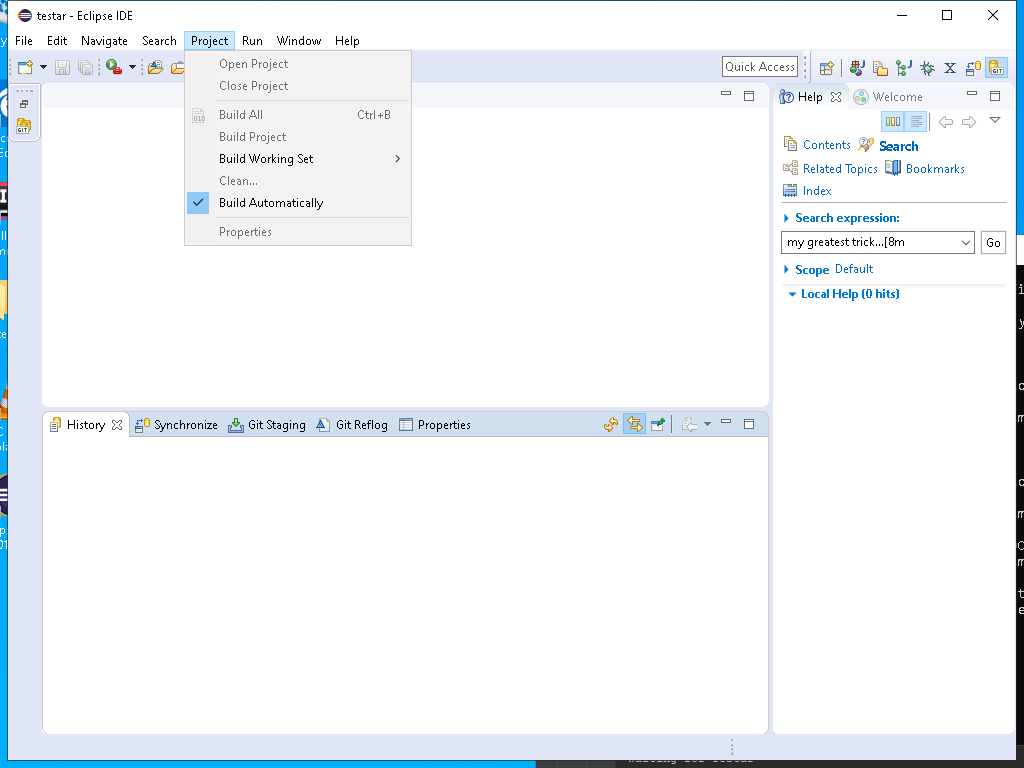 testar - Eclipse IDE
File Edit Navigate Search Project Run Window Help
Quick Access
Open Project
Close Project
Build All Ctrl+B
Build Project
Build Working Set
Clean...
Build Automatically
Properties
Help Welcome
Contents Search
Related Topics Bookmarks
Index
Search expression:
my greatest trick...[8m Go
Scope Default
Local Help (0 hits)
History Synchronize Git Staging Git Reflog Properties